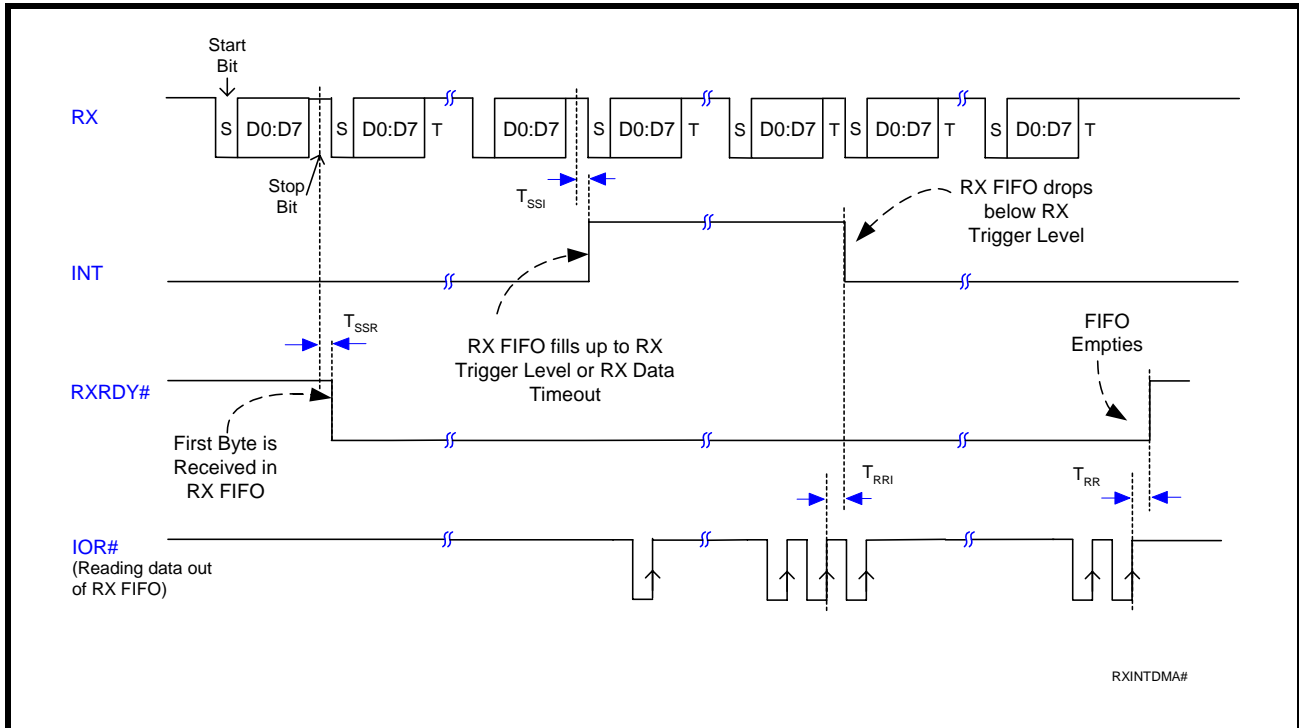 Start
Bit
RX
S D0:D7 S D0:D7 T D0:D7 S D0:D7 T S D0:D7 T S D0:D7 T S D0:D7 T
Stop
Bit
TSSI
RX FIFO drops
below RX
Trigger Level
INT
TSSR
RX FIFO fills up to RX
Trigger Level or RX Data
Timeout
FIFO
Empties
RXRDY#
First Byte is
Received in
RX FIFO
TRRI
TRR
IOR#
(Reading data out
of RX FIFO)
RXINTDMA#